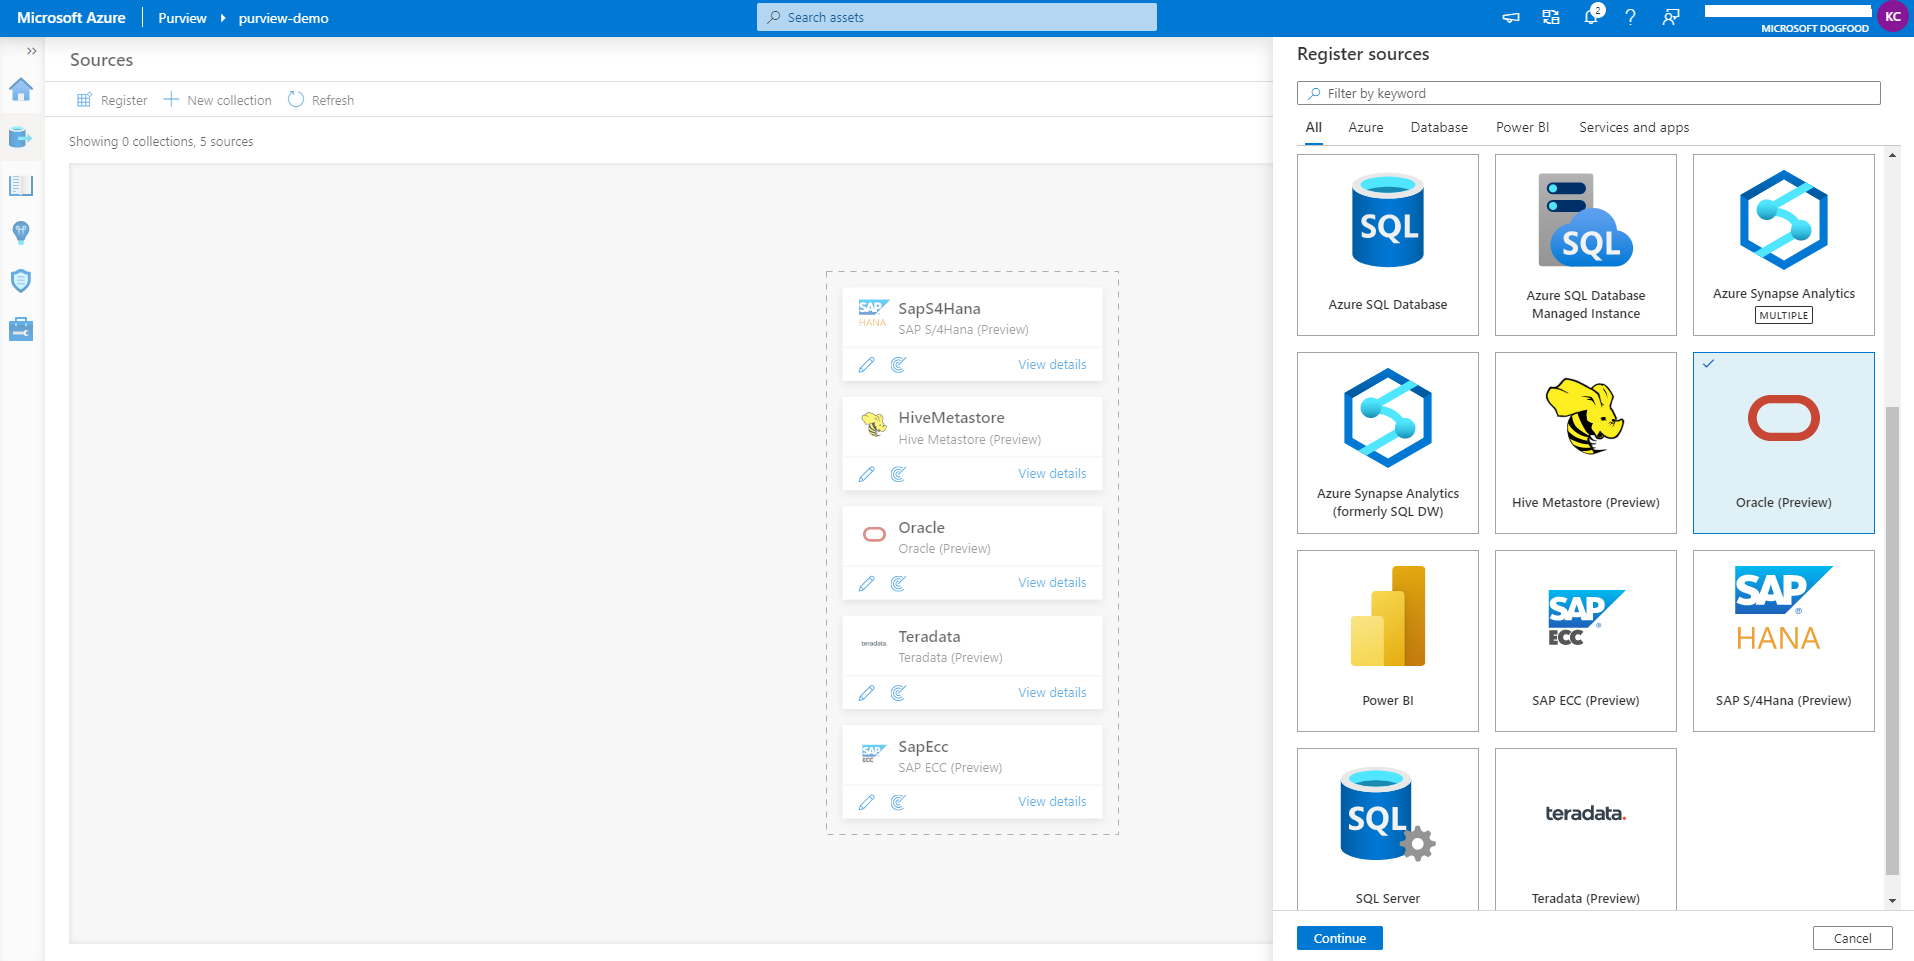 Microsoft Azure
Purview
purview-demo
Search assets
2
MICROSOFT DOGFOOD
KC
Sources
Register
New collection
Refresh
Showing 0 collections, 5 sources
SAP
HANA
SapS4Hana
SAP S/4Hana (Preview)
View details
HiveMetastore
Hive Metastore (Preview)
View details
Oracle
Oracle (Preview)
View details
teradata.
Teradata
Teradata (Preview)
View details
SAP
ECC
SapEcc
SAP ECC (Preview)
View details
Register sources
Filter by keyword
All
Azure
Database
Power BI
Services and apps
SQL
Azure SQL Database
SQL
Azure SQL Database
Managed Instance
Azure Synapse Analytics
MULTIPLE
Azure Synapse Analytics
(formerly SQL DW)
Hive Metastore (Preview)
Oracle (Preview)
Power BI
SAP®
ECC
SAP ECC (Preview)
SAP®
HANA
SAP S/4Hana (Preview)
SQL
SQL Server
teradata.
Teradata (Preview)
Continue
Cancel